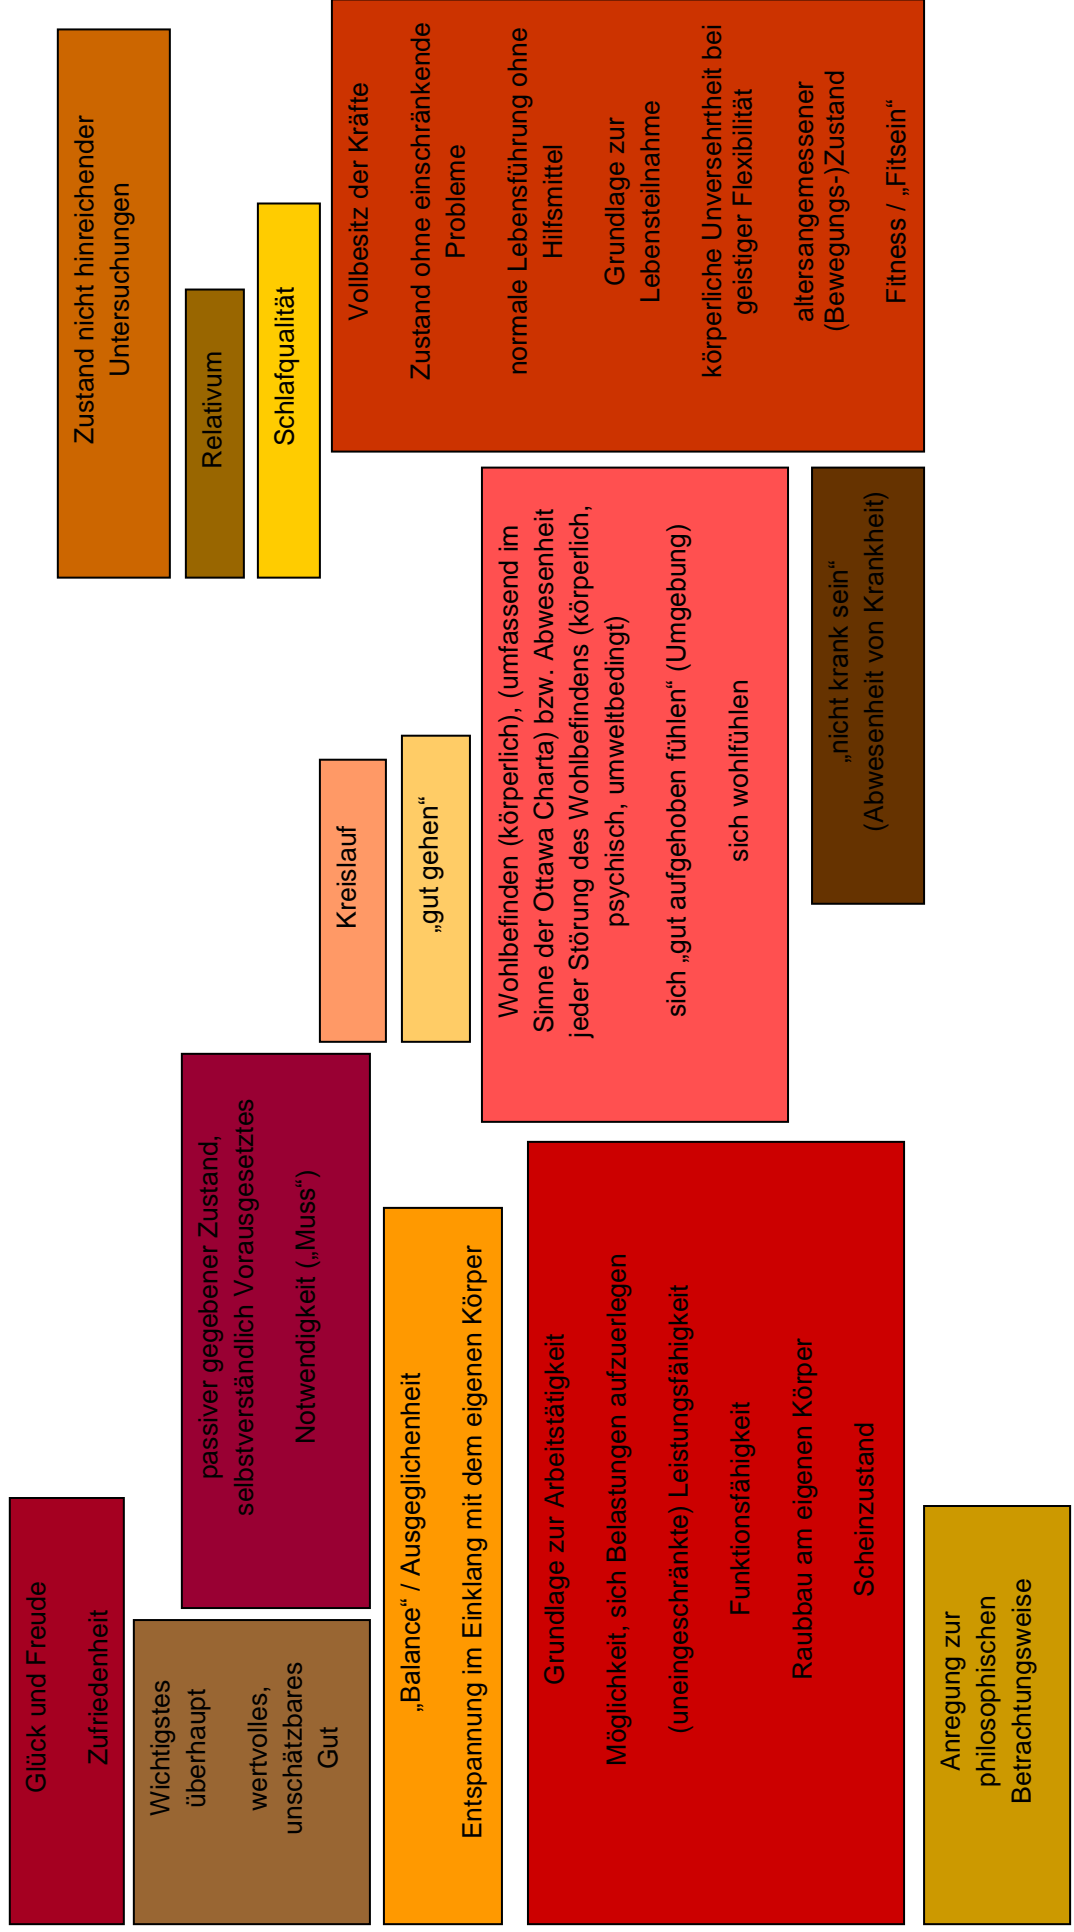 Glück und Freude
Zufriedenheit
Wichtigstes
überhaupt
wertvolles,
unschätzbares
Gut
passiver gegebener Zustand,
selbstverständlich Vorausgesetztes
Notwendigkeit („Muss“)
„Balance“ / Ausgeglichenheit
Entspannung im Einklang mit dem eigenen Körper
Grundlage zur Arbeitstätigkeit
Möglichkeit, sich Belastungen aufzuerlegen
(uneingeschränkte) Leistungsfähigkeit
Funktionsfähigkeit
Raubbau am eigenen Körper
Scheinzustand
Anregung zur
philosophischen
Betrachtungsweise
Kreislauf
„gut gehen“
Wohlbefinden (körperlich), (umfassend im
Sinne der Ottawa Charta) bzw. Abwesenheit
jeder Störung des Wohlbefindens (körperlich,
psychisch, umweltbedingt)
sich „gut aufgehoben fühlen“ (Umgebung)
sich wohlfühlen
„nicht krank sein“
(Abwesenheit von Krankheit)
Zustand nicht hinreichender
Untersuchungen
Relativum
Schlafqualität
Vollbesitz der Kräfte
Zustand ohne einschränkende
Probleme
normale Lebensführung ohne
Hilfsmittel
Grundlage zur
Lebensteilnahme
körperliche Unversehrtheit bei
geistiger Flexibilität
altersangemessener
(Bewegungs-)Zustand
Fitness / „Fitsein“